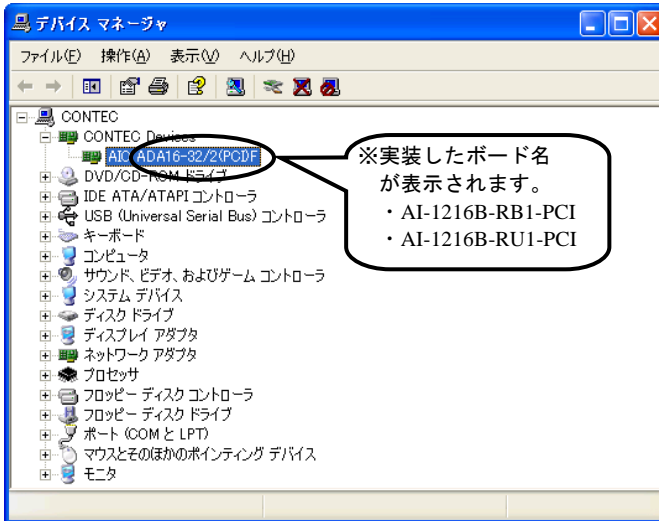 デバイス マネージャ
ファイル(F) 操作(A) 表示(V) ヘルプ(H)
CONTEC
CONTEC Devices
AIO ADA16-32/2(PCI)F
※実装したボード名
が表示されます。
・AI-1216B-RB1-PCI
・AI-1216B-RU1-PCI
DVD/CD-ROM ドライブ
IDE ATA/ATAPI コントローラ
USB (Universal Serial Bus) コントローラ
キーボード
コンピュータ
サウンド、ビデオ、およびゲーム コントローラ
システム デバイス
ディスク ドライブ
ディスプレイ アダプタ
ネットワーク アダプタ
プロセッサ
フロッピー ディスク コントローラ
フロッピー ディスク ドライブ
ポート (COM と LPT)
マウスとそのほかのポインティング デバイス
モニタ